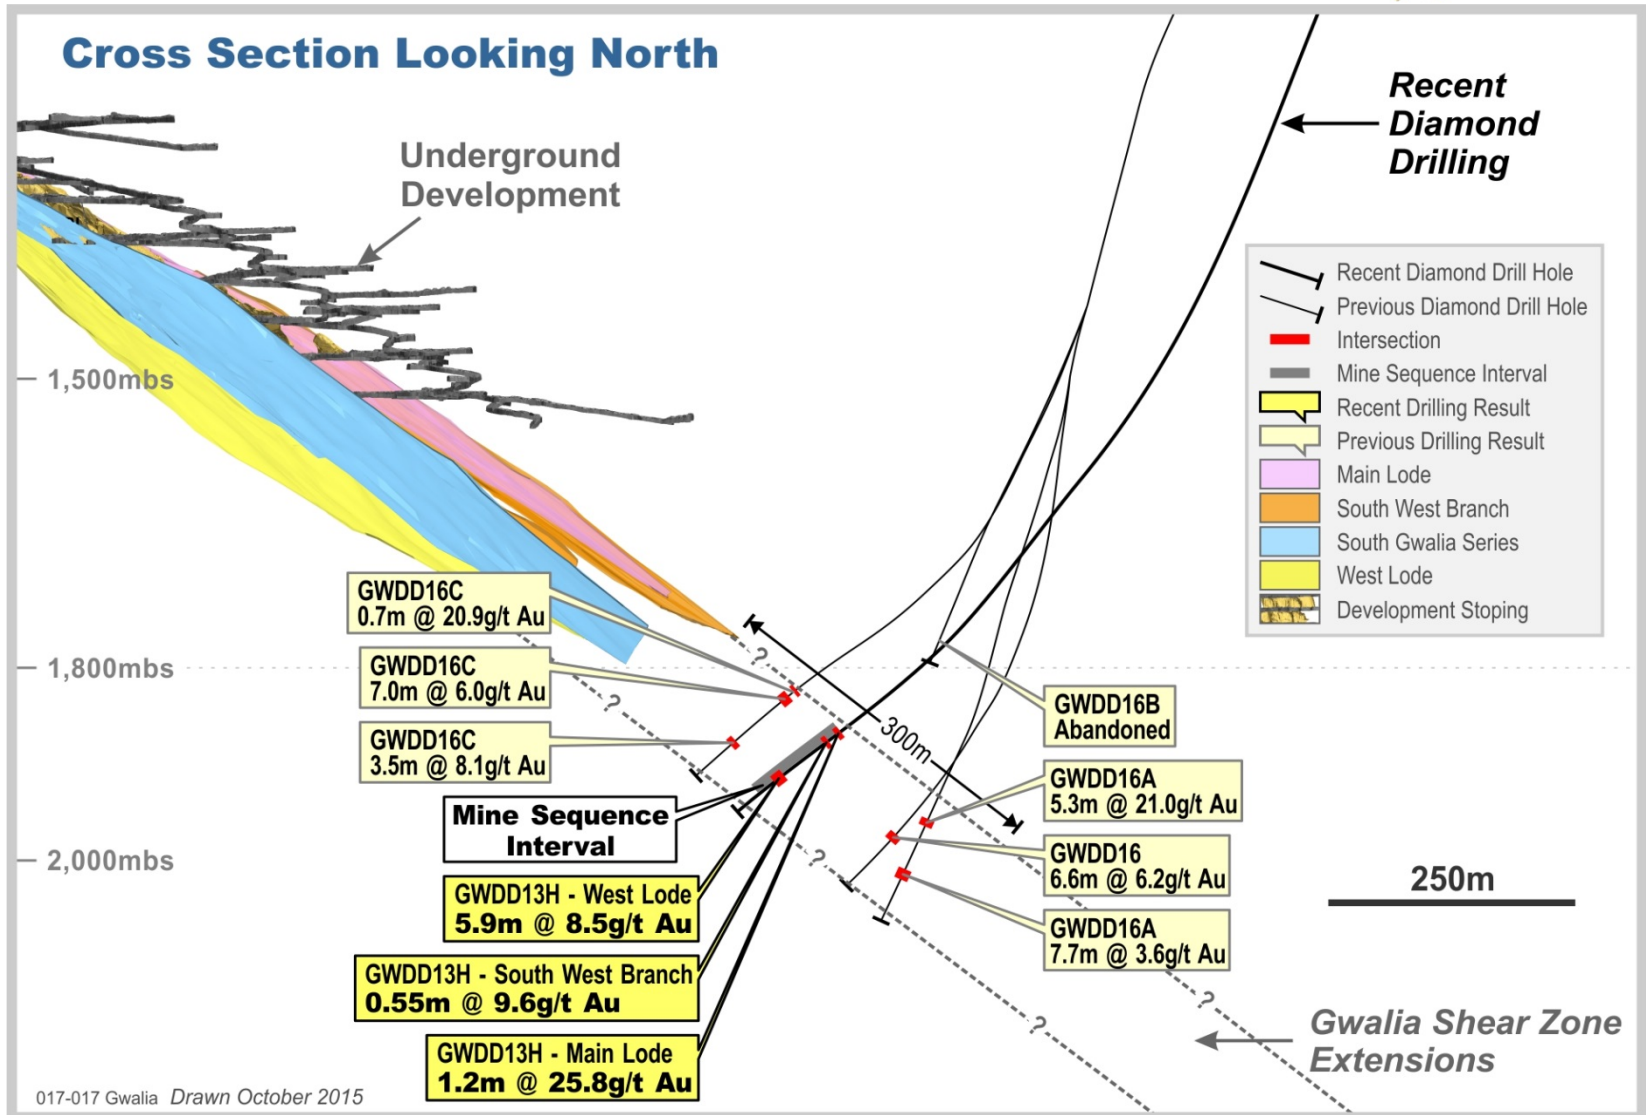 Cross Section Looking North
Recent
Diamond
Drilling
Underground
Development
Recent Diamond Drill Hole
Previous Diamond Drill Hole
Intersection
Mine Sequence Interval
Recent Drilling Result
Previous Drilling Result
Main Lode
South West Branch
South Gwalia Series
West Lode
Development Stoping
1,500mbs
1,800mbs
2,000mbs
GWDD16C
0.7m @ 20.9g/t Au
GWDD16C
7.0m @ 6.0g/t Au
GWDD16C
3.5m @ 8.1g/t Au
?
?
300m
GWDD16B
Abandoned
GWDD16A
5.3m @ 21.0g/t Au
GWDD16
6.6m @ 6.2g/t Au
GWDD16A
7.7m @ 3.6g/t Au
Mine Sequence
Interval
?
250m
GWDD13H - West Lode
5.9m @ 8.5g/t Au
GWDD13H - South West Branch
0.55m @ 9.6g/t Au
GWDD13H - Main Lode
1.2m @ 25.8g/t Au
?
?
Gwalia Shear Zone
Extensions
017-017 Gwalia Drawn October 2015